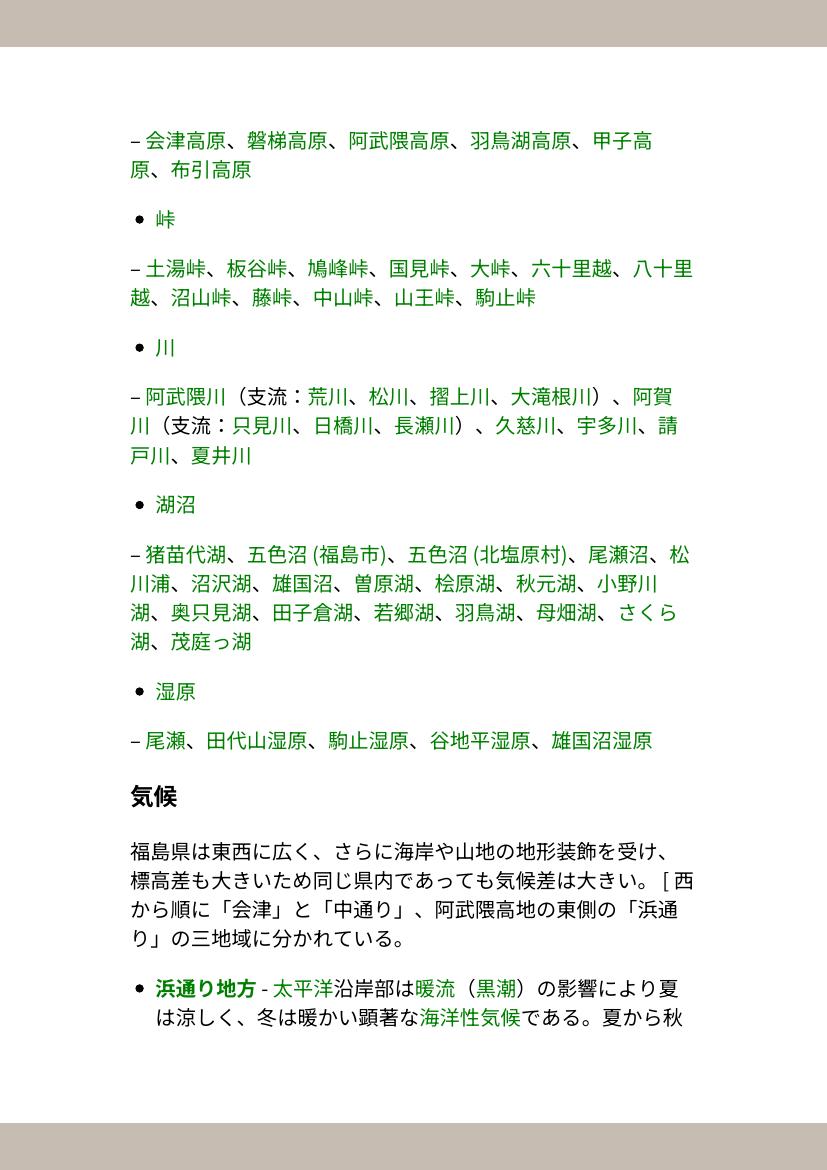 – 会津高原、磐梯高原、阿武隈高原、羽鳥湖高原、甲子高
原、布引高原
• 峠
– 土湯峠、板谷峠、鳩峰峠、国見峠、大峠、六十里越、八十里
越、沼山峠、藤峠、中山峠、山王峠、駒止峠
• 川
– 阿武隈川（支流：荒川、松川、摺上川、大滝根川）、阿賀
川（支流：只見川、日橋川、長瀬川）、久慈川、宇多川、請
戸川、夏井川
• 湖沼
– 猪苗代湖、五色沼 (福島市)、五色沼 (北塩原村)、尾瀬沼、松
川浦、沼沢湖、雄国沼、曽原湖、桧原湖、秋元湖、小野川
湖、奥只見湖、田子倉湖、若郷湖、羽鳥湖、母畑湖、さくら
湖、茂庭っ湖
• 湿原
– 尾瀬、田代山湿原、駒止湿原、谷地平湿原、雄国沼湿原
気候
福島県は東西に広く、さらに海岸や山地の地形装飾を受け、
標高差も大きいため同じ県内であっても気候差は大きい。 [ 西
から順に「会津」と「中通り」、阿武隈高地の東側の「浜通
り」の三地域に分かれている。
• 浜通り地方 - 太平洋沿岸部は暖流（黒潮）の影響により夏
は涼しく、冬は暖かい顕著な海洋性気候である。夏から秋